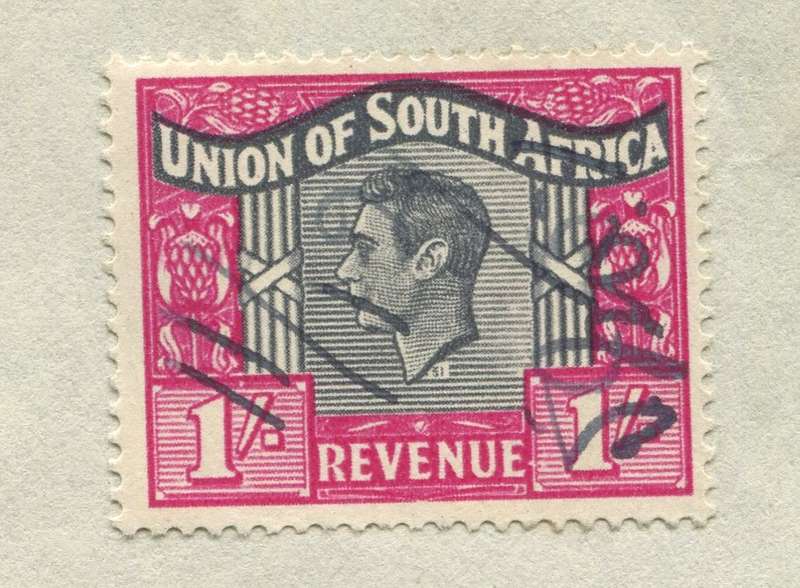 UNION OF SOUTH AFRICA
1/- 1/-
REVENUE